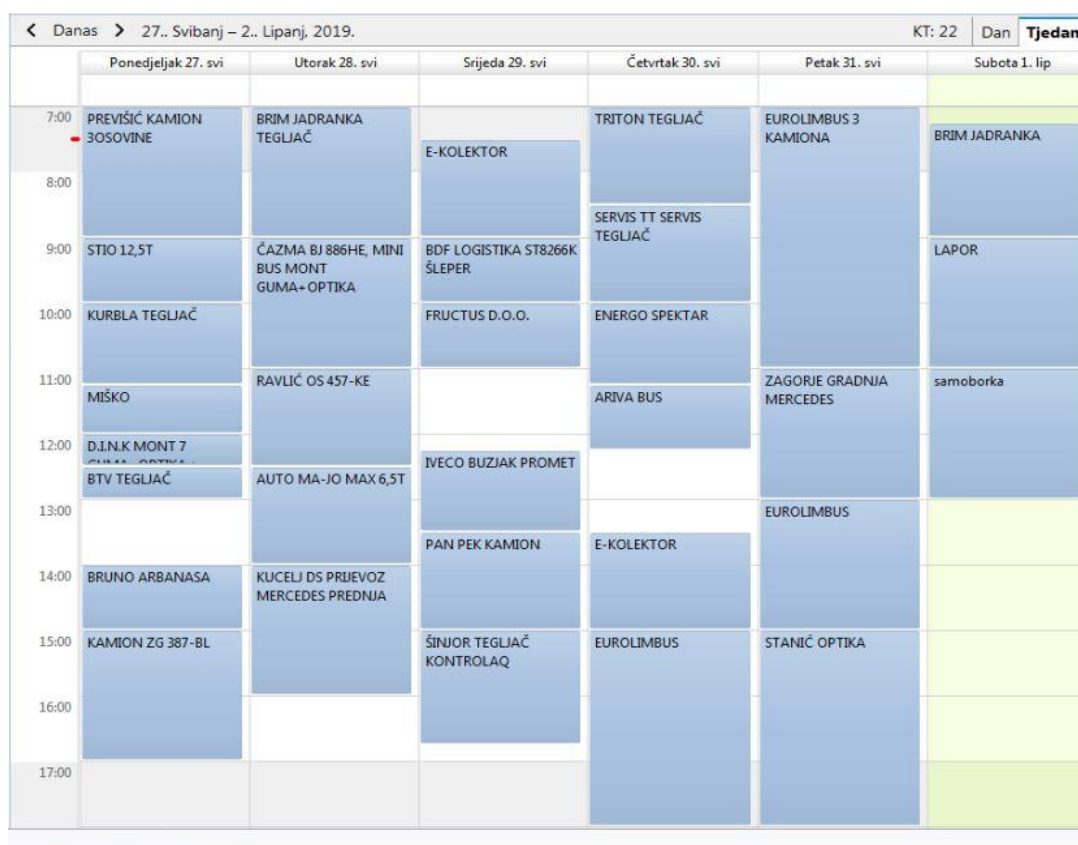 Danas 27.. Svibanj – 2.. Lipanj, 2019. KT: 22 Dan Tjedan
Ponedjeljak 27. svi Utorak 28. svi Srijeda 29. svi Četvrtak 30. svi Petak 31. svi Subota 1. lip
7:00
8:00
9:00
10:00
11:00
12:00
13:00
14:00
15:00
16:00
17:00
PREVIŠIĆ KAMION
3OSOVINE
STIO 12,5T
KURBLA TEGLJAČ
MIŠKO
D.I.N.K MONT 7
BTV TEGLJAČ
BRUNO ARBANASA
KAMION ZG 387-BL
BRIM JADRANKA
TEGLJAČ
ČAZMA BJ 886HE, MINI
BUS MONT
GUMA+OPTIKA
RAVLIĆ OS 457-KE
AUTO MA-JO MAX 6,5T
KUCELJ DS PRIJEVOZ
MERCEDES PREDNJA
E-KOLEKTOR
BDF LOGISTIKA ST8266K
ŠLEPER
FRUCTUS D.O.O.
IVECO BUZJAK PROMET
PAN PEK KAMION
ŠINJOR TEGLJAČ
KONTROLAQ
TRITON TEGLJAČ
SERVIS TT SERVIS
TEGLJAČ
ENERGO SPEKTAR
ARIVA BUS
E-KOLEKTOR
EUROLIMBUS
EUROLIMBUS 3
KAMIONA
ZAGORJE GRADNJA
MERCEDES
EUROLIMBUS
STANIĆ OPTIKA
BRIM JADRANKA
LAPOR
samoborka